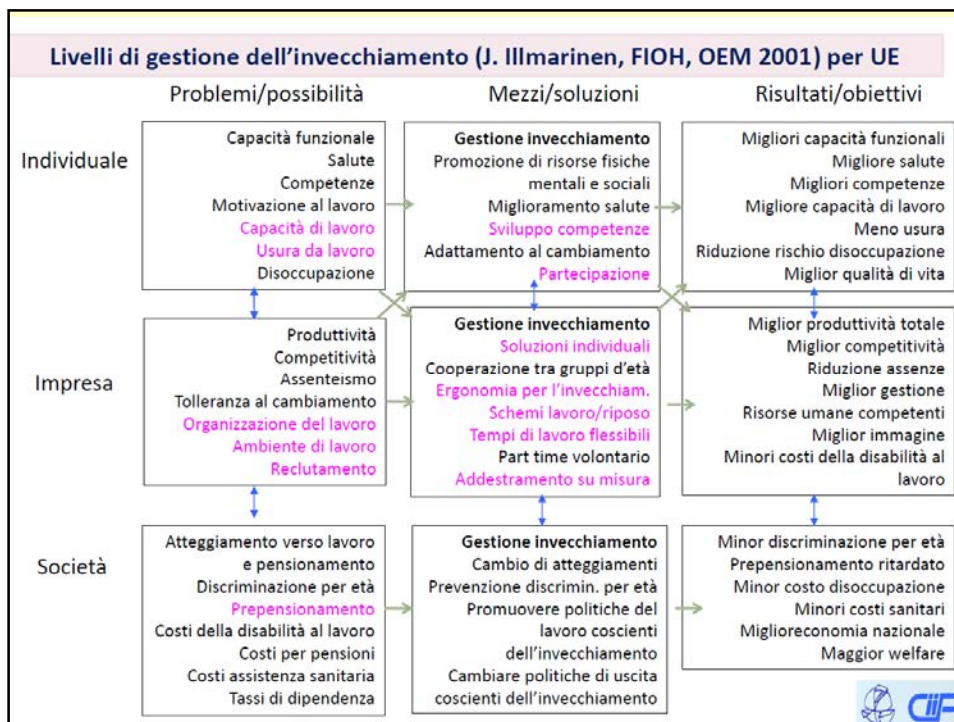 Livelli di gestione dell'invecchiamento (J. Illmarinen, FIOH, OEM 2001) per UE
Problemi/possibilità
Mezzi/soluzioni
Risultati/obiettivi
Individuale
Capacità funzionale
Salute
Competenze
Motivazione al lavoro
Capacità di lavoro
Usura da lavoro
Disoccupazione
Gestione invecchiamento
Promozione di risorse fisiche
mentali e sociali
Miglioramento salute
Sviluppo competenze
Adattamento al cambiamento
Partecipazione
Migliori capacità funzionali
Migliore salute
Migliori competenze
Migliore capacità di lavoro
Meno usura
Riduzione rischio disoccupazione
Miglior qualità di vita
Impresa
Produttività
Competitività
Assenteismo
Tolleranza al cambiamento
Organizzazione del lavoro
Ambiente di lavoro
Reclutamento
Gestione invecchiamento
Soluzioni individuali
Cooperazione tra gruppi d'età
Ergonomia per l'invecchiam.
Schemi lavoro/riposo
Tempi di lavoro flessibili
Part time volontario
Addestramento su misura
Miglior produttività totale
Miglior competitività
Riduzione assenze
Miglior gestione
Risorse umane competenti
Miglior immagine
Minori costi della disabilità al
lavoro
Società
Atteggiamento verso lavoro
e pensionamento
Discriminazione per età
Prepensionamento
Costi della disabilità al lavoro
Costi per pensioni
Costi assistenza sanitaria
Tassi di dipendenza
Gestione invecchiamento
Cambio di atteggiamenti
Prevenzione discrimin. per età
Promuovere politiche del
lavoro coscienti
dell'invecchiamento
Cambiare politiche di uscita
coscienti dell'invecchiamento
Minor discriminazione per età
Prepensionamento ritardato
Minor costo disoccupazione
Minori costi sanitari
Miglioreconomia nazionale
Maggior welfare